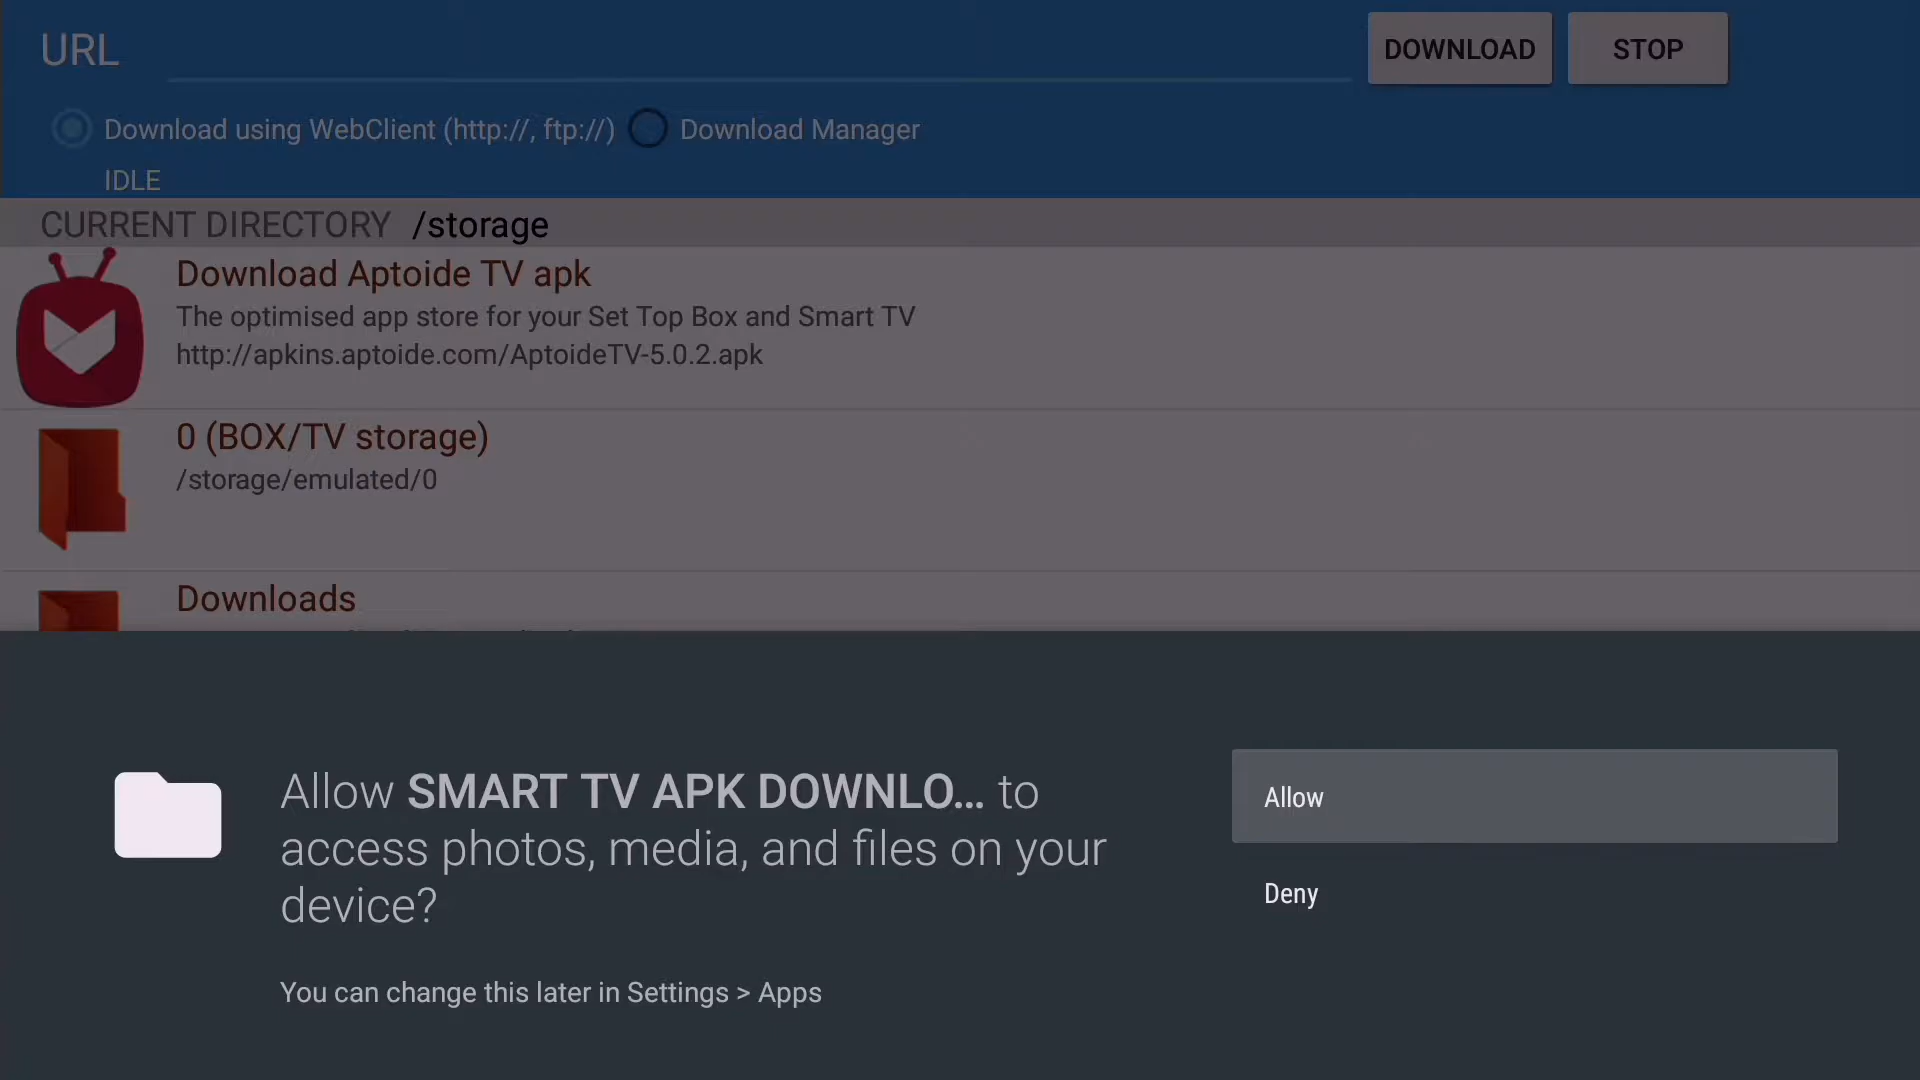 URL
DOWNLOAD
STOP
Download using WebClient (http://, ftp://)
Download Manager
IDLE
CURRENT DIRECTORY /storage
Download Aptoide TV apk
The optimised app store for your Set Top Box and Smart TV
http://apkins.aptoide.com/AptoideTV-5.0.2.apk
0 (BOX/TV storage)
/storage/emulated/0
Downloads
Allow SMART TV APK DOWNLO... to
access photos, media, and files on your
device?
You can change this later in Settings > Apps
Allow
Deny